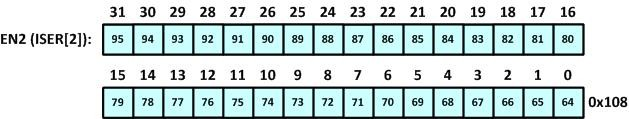 31 30 29 28 27 26 25 24 23 22 21 20 19 18 17 16
EN2 (ISER[2]): 95 94 93 92 91 90 89 88 87 86 85 84 83 82 81 80
15 14 13 12 11 10 9 8 7 6 5 4 3 2 1 0
79 78 77 76 75 74 73 72 71 70 69 68 67 66 65 64 0x108